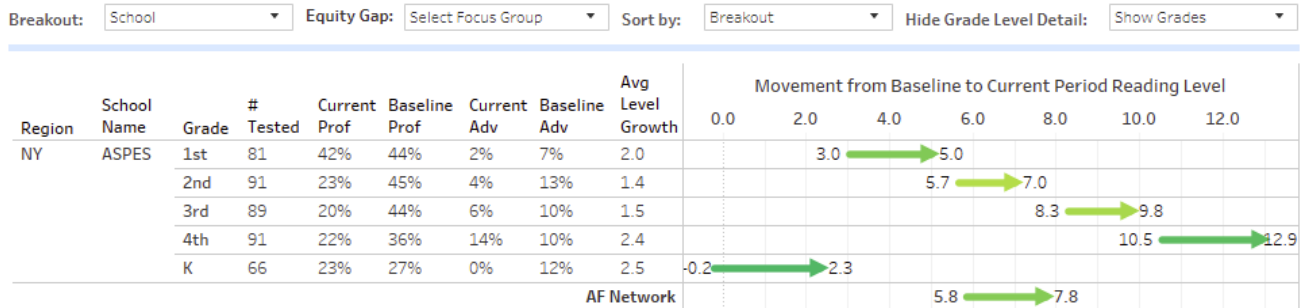 Breakout: School Equity Gap: Select Focus Group Sort by: Breakout Hide Grade Level Detail: Show Grades
Movement from Baseline to Current Period Reading Level
Region School Name Grade # Tested Current Prof Baseline Prof Current Adv Baseline Adv Avg Level Growth 0.0 2.0 4.0 6.0 8.0 10.0 12.0
NY ASPES 1st 81 42% 44% 2% 7% 2.0 3.0 5.0
2nd 91 23% 45% 4% 13% 1.4 5.7 7.0
3rd 89 20% 44% 6% 10% 1.5 8.3 9.8
4th 91 22% 36% 14% 10% 2.4 10.5 12.9
K 66 23% 27% 0% 12% 2.5 -0.2 2.3
AF Network 5.8 7.8